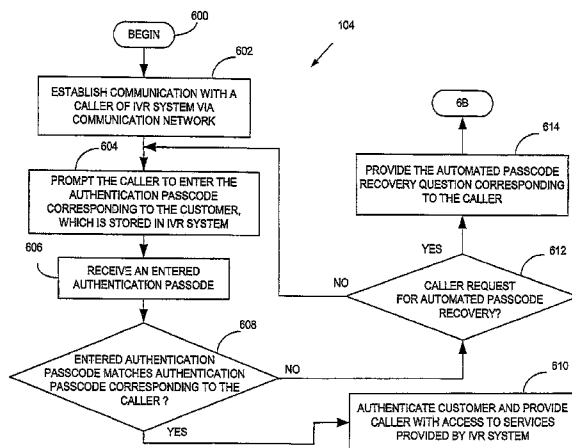 BEGIN
600
602
104
ESTABLISH COMMUNICATION WITH A
CALLER OF IVR SYSTEM VIA
COMMUNICATION NETWORK
604
PROMPT THE CALLER TO ENTER THE
AUTHENTICATION PASSCODE
CORRESPONDING TO THE CUSTOMER,
WHICH IS STORED IN IVR SYSTEM
606
RECEIVE AN ENTERED
AUTHENTICATION PASSODE
608
ENTERED AUTHENTICATION
PASSCODE MATCHES AUTHENTICATION
PASSCODE CORRESPONDING TO THE
CALLER ?
NO
YES
610
AUTHENTICATE CUSTOMER AND PROVIDE
CALLER WITH ACCESS TO SERVICES
PROVIDED BY IVR SYSTEM
612
CALLER REQUEST
FOR AUTOMATED PASSCODE
RECOVERY?
NO
YES
614
PROVIDE THE AUTOMATED PASSCODE
RECOVERY QUESTION CORRESPONDING
TO THE CALLER
6B